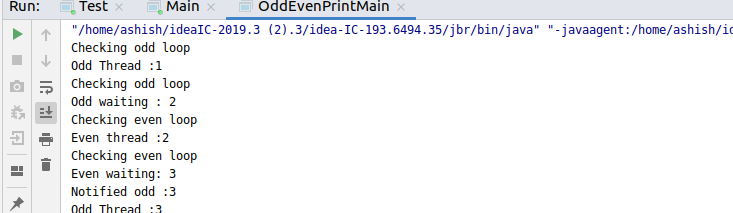 Run: Test × Main × OddEvenPrintMain ×
"/home/ashish/ideaIC-2019.3 (2).3/idea-IC-193.6494.35/jbr/bin/java" "-javaagent:/home/ashish/id
Checking odd loop
Odd Thread :1
Checking odd loop
Odd waiting : 2
Checking even loop
Even thread :2
Checking even loop
Even waiting: 3
Notified odd :3
Odd Thread :3